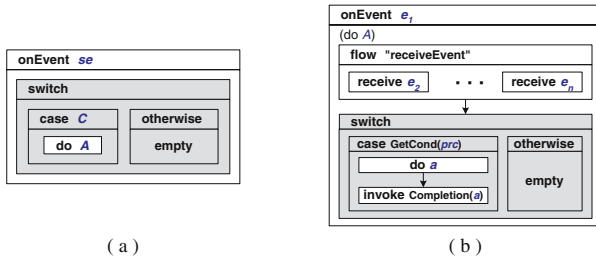 onEvent se
switch
case C
otherwise
do A
empty
( a )
onEvent e1
(do A)
flow "receiveEvent"
receive e2
. . .
receive en
switch
case GetCond(prc)
otherwise
do a
empty
invoke Completion(a)
( b )